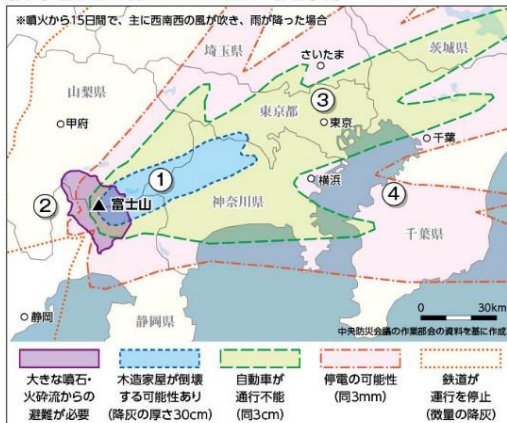 ※噴火から15日間で、主に西南西の風が吹き、雨が降った場合
茨城県
埼玉県
さいたま
山梨県
③
東京都
甲府
東京
千葉
①
横浜
②
④
富士山
神奈川県
千葉県
静岡
静岡県
0 30km
中央防災会議の作業部会の資料を基に作成
大きな噴石・
火砕流からの
避難が必要
木造家屋が倒壊
する可能性あり
(降灰の厚さ30cm)
自動車が
通行不能
(同3cm)
停電の可能性
(同3mm)
鉄道が
運行を停止
(微量の降灰)